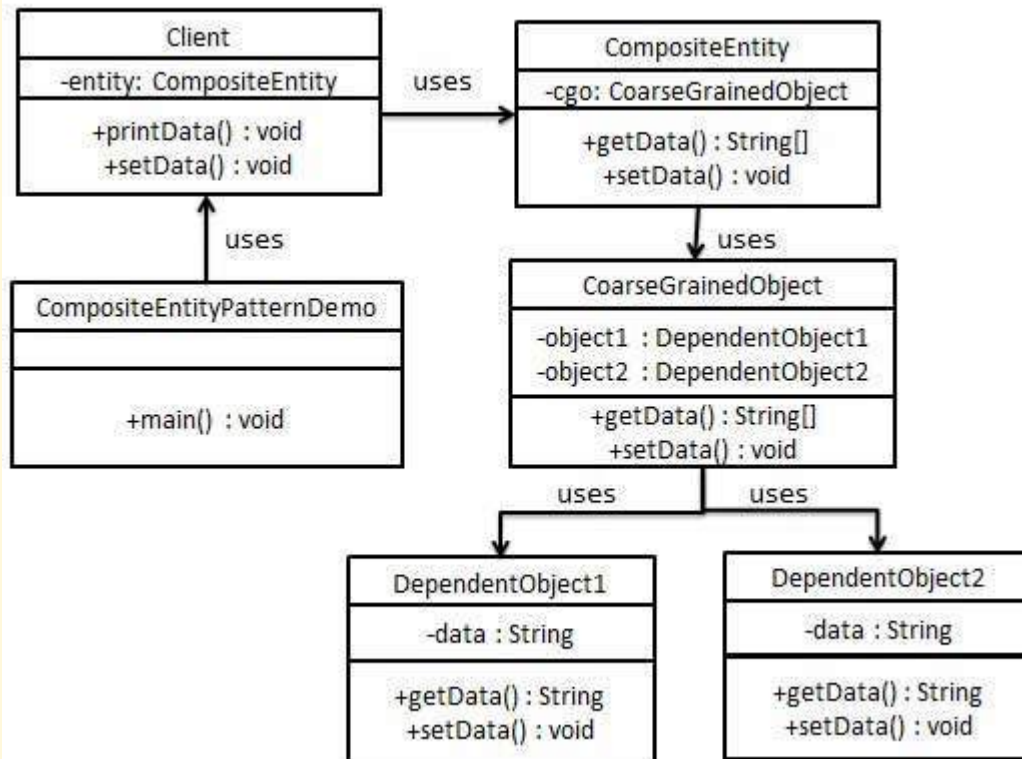 Client
-entity: CompositeEntity
+printData() : void
+setData() : void
uses
CompositeEntity
-cgo: CoarseGrainedObject
+getData() : String[]
+setData() : void
uses
uses
CompositeEntityPatternDemo
+main() : void
CoarseGrainedObject
-object1 : DependentObject1
-object2 : DependentObject2
+getData() : String[]
+setData() : void
uses
uses
DependentObject1
-data : String
+getData() : String
+setData() : void
DependentObject2
-data : String
+getData() : String
+setData() : void